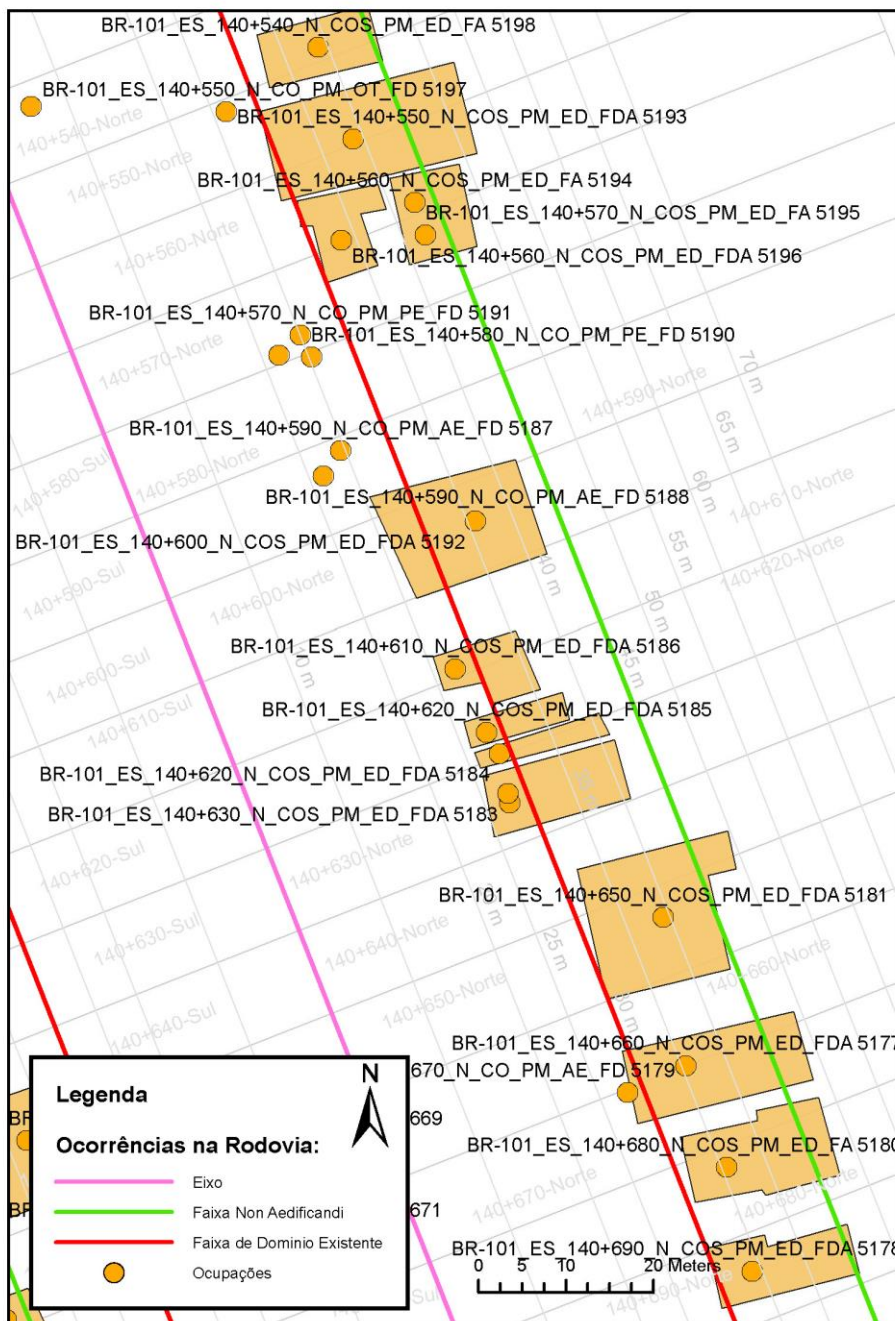 BR-101_ES_140+540_N_COS_PM_ED_FA 5198
BR-101_ES_140+550_N_CO_PM_OT_FD 5197
BR-101_ES_140+550_N_COS_PM_ED_FDA 5193
140+540-Norte
140+550-Norte
BR-101_ES_140+560_N_COS_PM_ED_FA 5194
BR-101_ES_140+570_N_COS_PM_ED_FA 5195
140+560-Norte
BR-101_ES_140+560_N_COS_PM_ED_FDA 5196
BR-101_ES_140+570_N_CO_PM_PE_FD 5191
BR-101_ES_140+580_N_CO_PM_PE_FD 5190
140+570-Norte
140+590-Norte
70 m
65 m
BR-101_ES_140+590_N_CO_PM_AE_FD 5187
140+580-Sul
140+580-Norte
60 m
140+610-Norte
BR-101_ES_140+590_N_CO_PM_AE_FD 5188
BR-101_ES_140+600_N_COS_PM_ED_FDA 5192
55 m
140+590-Sul
140+600-Norte
40 m
140+620-Norte
50 m
BR-101_ES_140+610_N_COS_PM_ED_FDA 5186
140+600-Sul
10 m
45 m
140+610-Sul
BR-101_ES_140+620_N_COS_PM_ED_FDA 5185
BR-101_ES_140+620_N_COS_PM_ED_FDA 5184
35 m
BR-101_ES_140+630_N_COS_PM_ED_FDA 5183
140+620-Sul
140+630-Norte
BR-101_ES_140+650_N_COS_PM_ED_FDA 5181
140+630-Sul
140+640-Norte
25 m
140+660-Norte
140+650-Norte
140+640-Sul
30 m
BR-101_ES_140+660_N_COS_PM_ED_FDA 5177
670_N_CO_PM_AE_FD 5179
N
Legenda
669
Ocorrências na Rodovia:
BR-101_ES_140+680_N_COS_PM_ED_FA 5180
Eixo
140+670-Norte
140+680-Norte
671
Faixa Non Aedificandi
Faixa de Dominio Existente
BR-101_ES_140+690_N_COS_PM_ED_FDA 5178
Ocupações
0 5 10 20 Meters
140+690-Norte